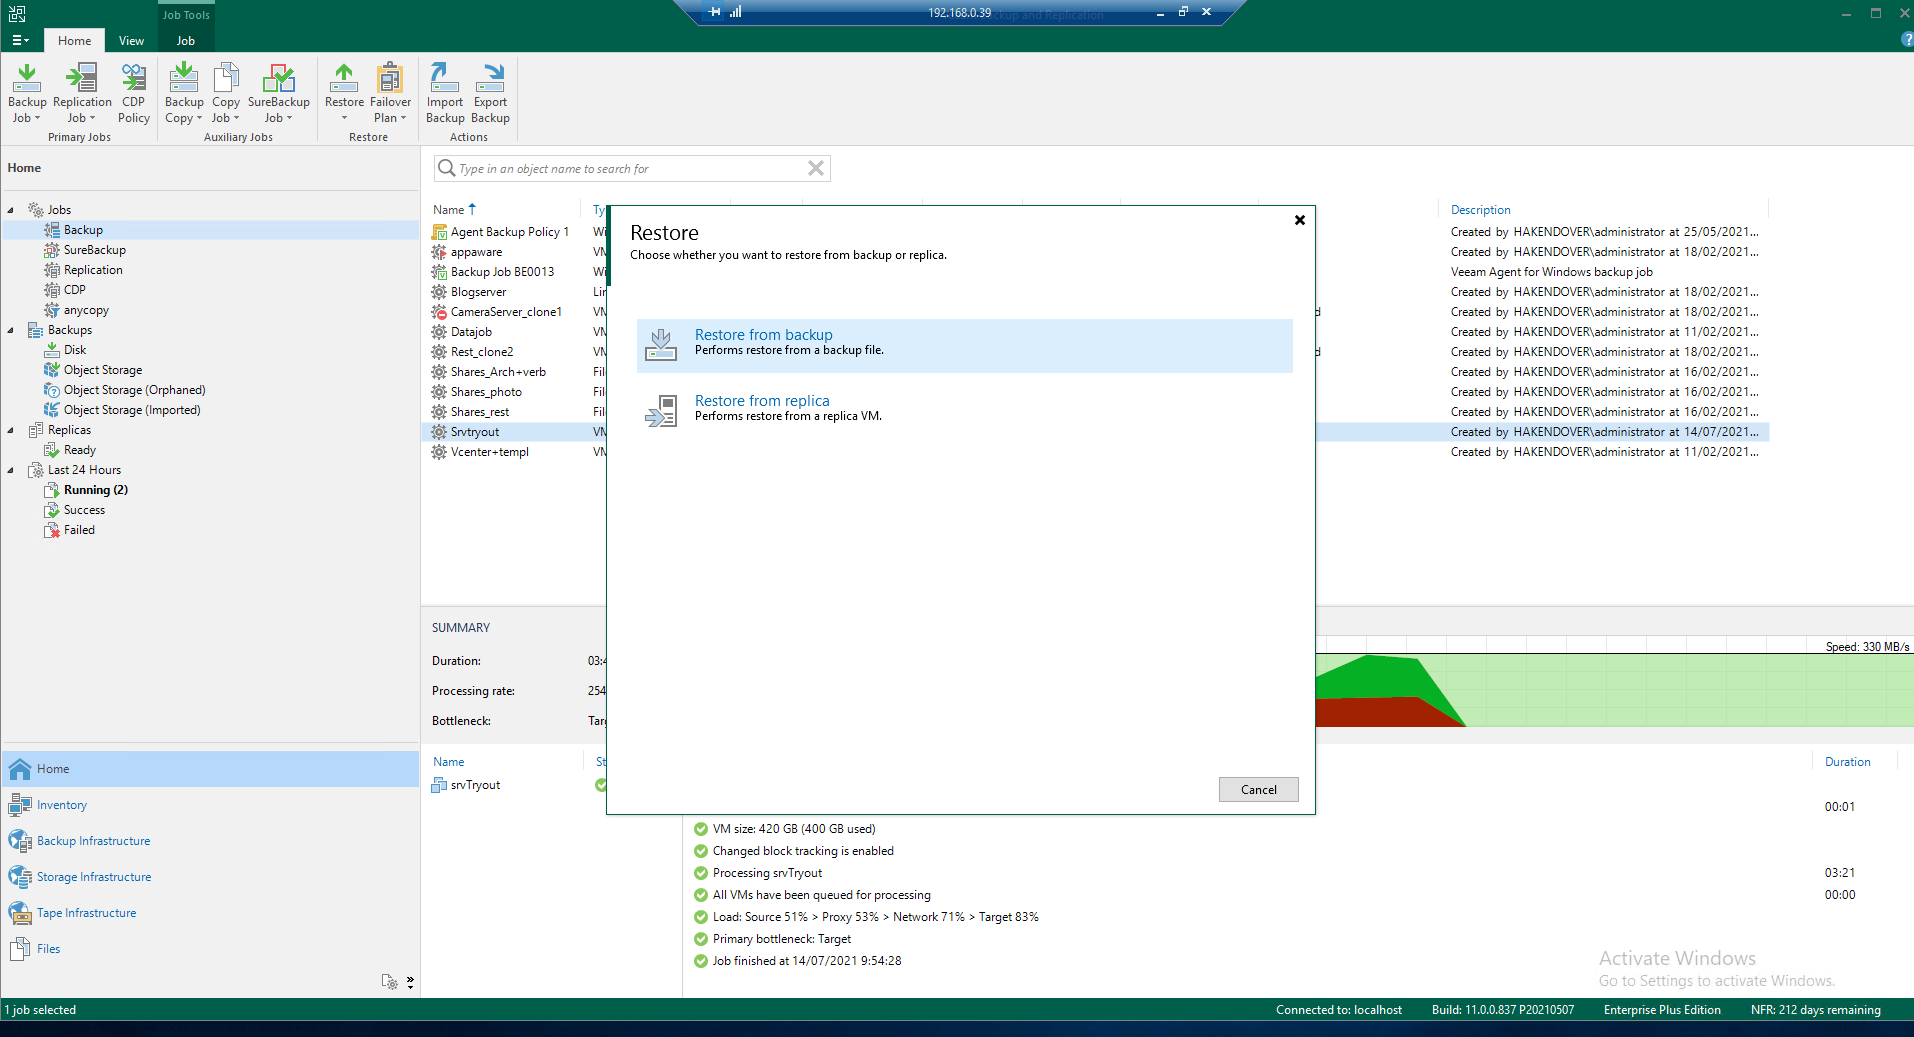 Job Tools
192.168.0.39
ckup and Replication
Home
View
Job
Backup Job
Replication Job
CDP Policy
Backup Copy
Copy Job
SureBackup Job
Restore
Failover Plan
Import Backup
Export Backup
Primary Jobs
Auxiliary Jobs
Restore
Actions
Home
Type in an object name to search for
Jobs
Backup
SureBackup
Replication
CDP
anycopy
Backups
Disk
Object Storage
Object Storage (Orphaned)
Object Storage (Imported)
Replicas
Ready
Last 24 Hours
Running (2)
Success
Failed
Name
Ty
Description
Agent Backup Policy 1
Wi
Created by HAKENDOVER\administrator at 25/05/2021...
appaware
VM
Created by HAKENDOVER\administrator at 18/02/2021...
Backup Job BE0013
Wi
Veeam Agent for Windows backup job
Blogserver
Lin
Created by HAKENDOVER\administrator at 18/02/2021...
CameraServer_clone1
VM
d
Created by HAKENDOVER\administrator at 18/02/2021...
Datajob
VM
Created by HAKENDOVER\administrator at 11/02/2021...
Rest_clone2
VM
d
Created by HAKENDOVER\administrator at 18/02/2021...
Shares_Arch+verb
File
Created by HAKENDOVER\administrator at 16/02/2021...
Shares_photo
File
Created by HAKENDOVER\administrator at 16/02/2021...
Shares_rest
File
Created by HAKENDOVER\administrator at 16/02/2021...
Srvtryout
VM
Created by HAKENDOVER\administrator at 14/07/2021...
Vcenter+templ
VM
Created by HAKENDOVER\administrator at 11/02/2021...
Restore
Choose whether you want to restore from backup or replica.
Restore from backup
Performs restore from a backup file.
Restore from replica
Performs restore from a replica VM.
Cancel
SUMMARY
Duration:
03:4
Processing rate:
254
Bottleneck:
Targ
Speed: 330 MB/s
Name
St
Duration
srvTryout
00:01
VM size: 420 GB (400 GB used)
Changed block tracking is enabled
Processing srvTryout
03:21
All VMs have been queued for processing
00:00
Load: Source 51% > Proxy 53% > Network 71% > Target 83%
Primary bottleneck: Target
Job finished at 14/07/2021 9:54:28
Home
Inventory
Backup Infrastructure
Storage Infrastructure
Tape Infrastructure
Files
Activate Windows
Go to Settings to activate Windows.
1 job selected
Connected to: localhost
Build: 11.0.0.837 P20210507
Enterprise Plus Edition
NFR: 212 days remaining